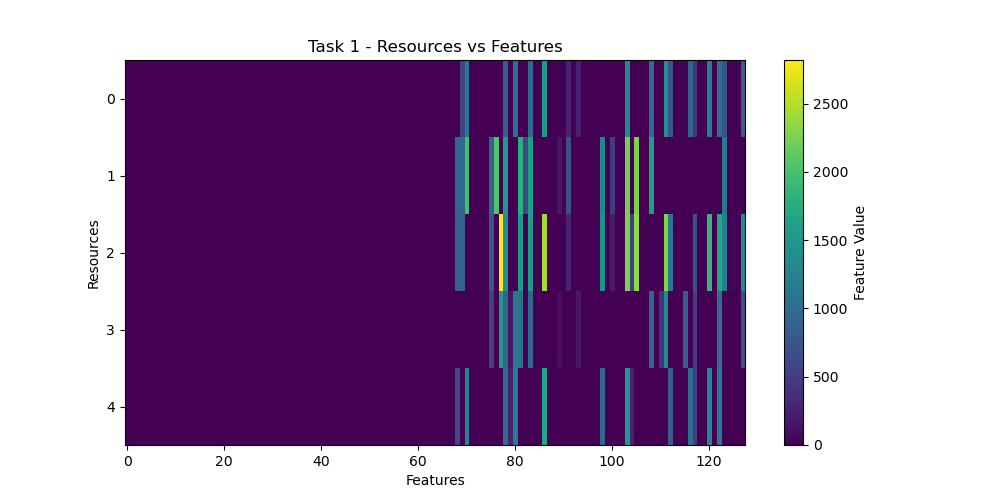 Task 1 - Resources vs Features
0
1
2
3
4
Resources
0 20 40 60 80 100 120
Features
2500
2000
1500
1000
500
0
Feature Value